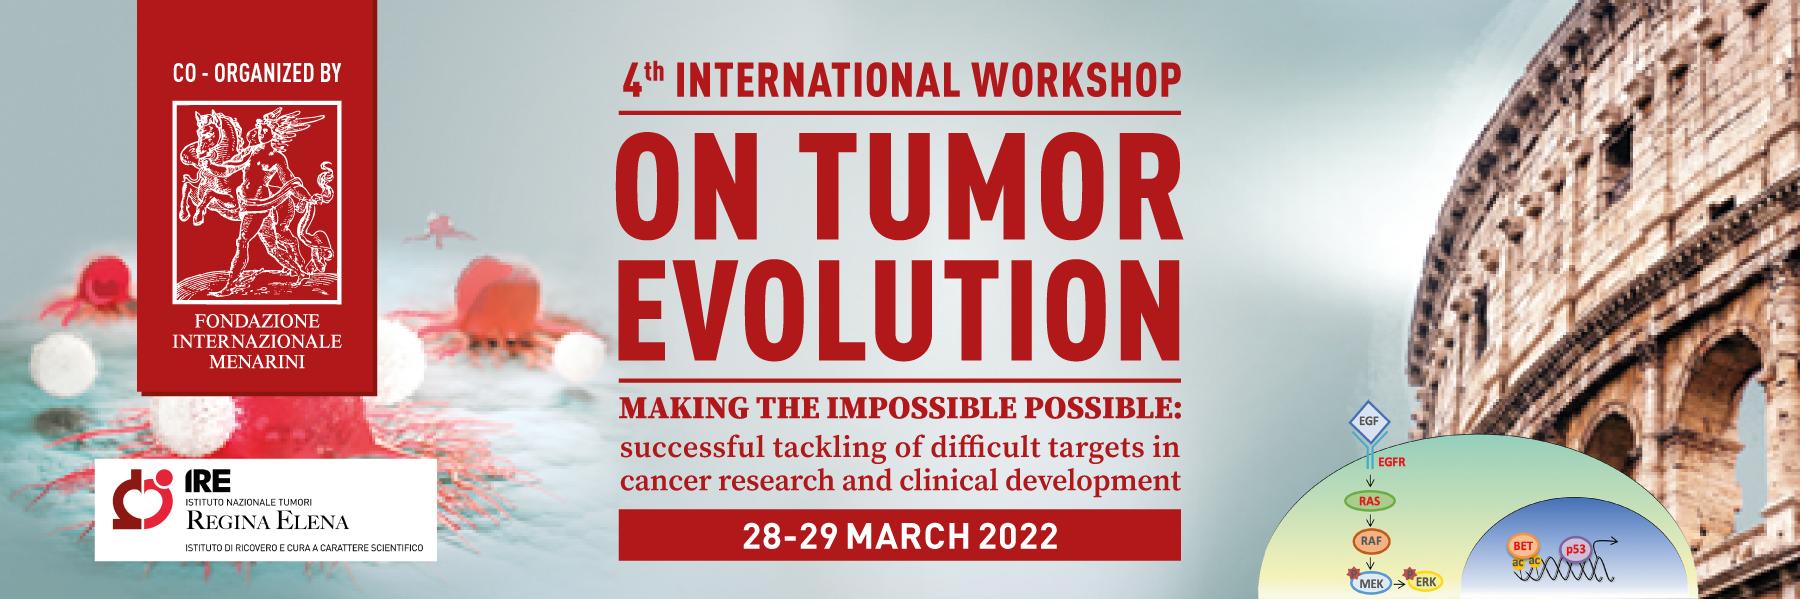 CO - ORGANIZED BY
FONDAZIONE
INTERNAZIONALE
MENARINI
IRE
ISTITUTO NAZIONALE TUMORI
REGINA ELENA
ISTITUTO DI RICOVERO E CURA A CARATTERE SCIENTIFICO
4th INTERNATIONAL WORKSHOP
ON TUMOR
EVOLUTION
MAKING THE IMPOSSIBLE POSSIBLE:
successful tackling of difficult targets in
cancer research and clinical development
28-29 MARCH 2022
EGF
EGFR
RAS
RAF
P MEK P ERK
BET p53
ac ac